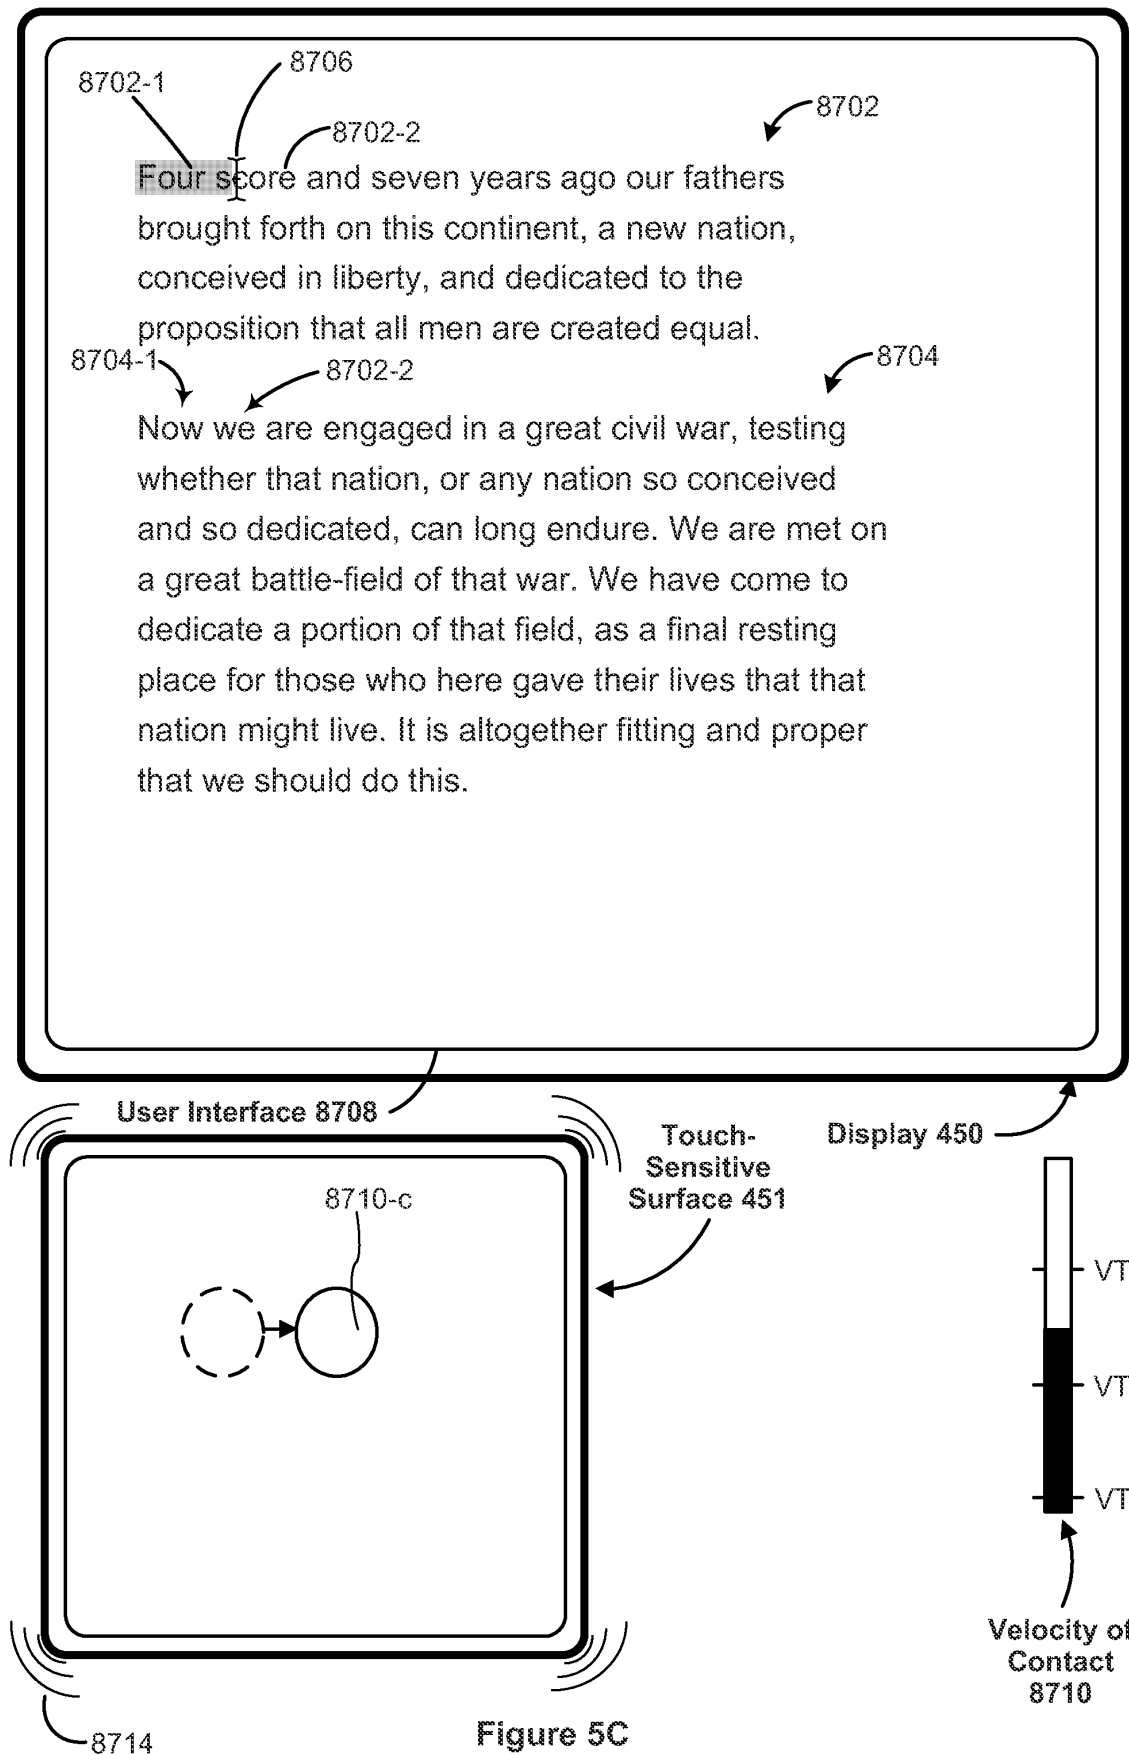 8706
8702-1
8702
8702-2
Four score and seven years ago our fathers
brought forth on this continent, a new nation,
conceived in liberty, and dedicated to the
proposition that all men are created equal.
8704-1
8702-2
8704
Now we are engaged in a great civil war, testing
whether that nation, or any nation so conceived
and so dedicated, can long endure. We are met on
a great battle-field of that war. We have come to
dedicate a portion of that field, as a final resting
place for those who here gave their lives that that
nation might live. It is altogether fitting and proper
that we should do this.
User Interface 8708
Touch-
Sensitive
Surface 451
Display 450
8710-c
VT
VT
VT
Velocity of
Contact
8710
8714
Figure 5C